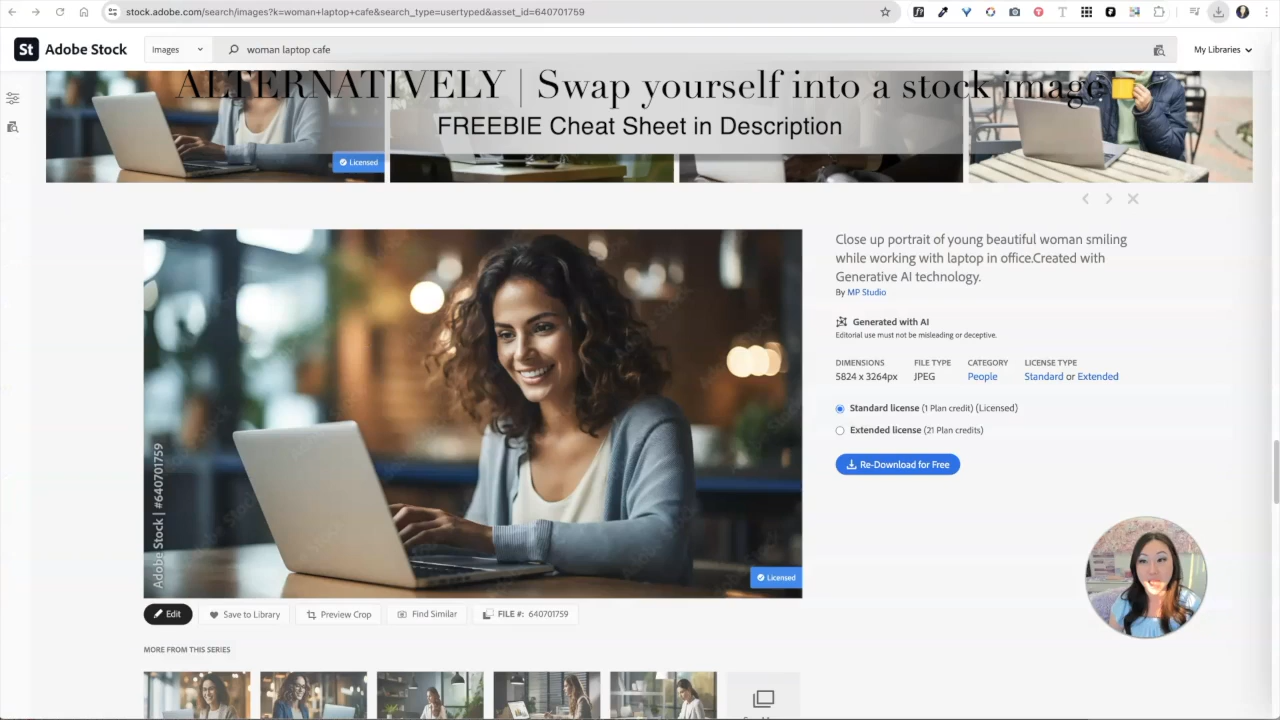 stock.adobe.com/search/images?k=woman+laptop+cafe&search_type=usertyped&asset_id=640701759
St Adobe Stock
Images
woman laptop cafe
My Libraries
ALTERNATIVELY | Swap yourself into a stock image
FREEBIE Cheat Sheet in Description
Licensed
Close up portrait of young beautiful woman smiling
while working with laptop in office.Created with
Generative AI technology.
By MP Studio
Generated with AI
Editorial use must not be misleading or deceptive.
DIMENSIONS FILE TYPE CATEGORY LICENSE TYPE
5824 x 3264px JPEG People Standard or Extended
Standard license (1 Plan credit) (Licensed)
Extended license (21 Plan credits)
Re-Download for Free
Adobe Stock | #640701759
Licensed
Edit Save to Library Preview Crop Find Similar FILE #: 640701759
MORE FROM THIS SERIES